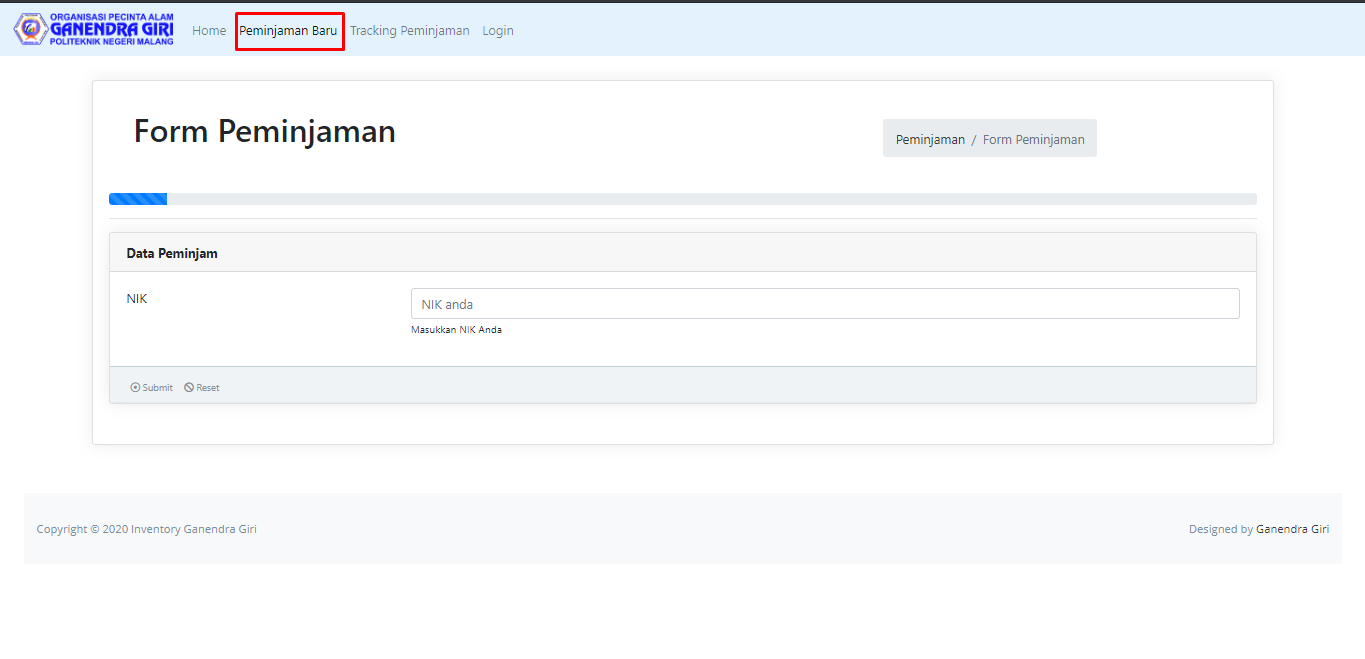 ORGANISASI PECINTA ALAM
GANENDRA GIRI
POLITEKNIK NEGERI MALANG
Home Peminjaman Baru Tracking Peminjaman Login
Form Peminjaman
Peminjaman / Form Peminjaman
Data Peminjam
NIK
NIK anda
Masukkan NIK Anda
Submit Reset
Copyright © 2020 Inventory Ganendra Giri
Designed by Ganendra Giri